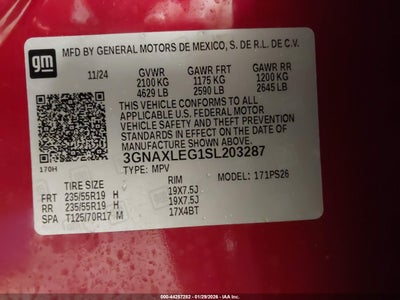 gm
MFD BY GENERAL MOTORS DE MEXICO, S. DE R.L. DE C.V.
11/24 GVWR GAWR FRT GAWR RR
2100 KG 1175 KG 1200 KG
4629 LB 2590 LB 2645 LB
THIS VEHICLE CONFORMS TO ALL
APPLICABLE U.S. FEDERAL MOTOR
VEHICLE SAFETY, BUMPER, AND THEFT
PREVENTION STANDARDS IN EFFECT ON
THE DATE OF MANUFACTURE SHOWN ABOVE.
3GNAXLEG1SL203287
170H
TYPE: MPV MODEL: 171PS26
TIRE SIZE RIM
FRT 235/55R19 H 19X7.5J
RR 235/55R19 H 19X7.5J
SPA T125/70R17 M 17X4BT
000-44257282 - 01/29/2026 - IAA, LLC